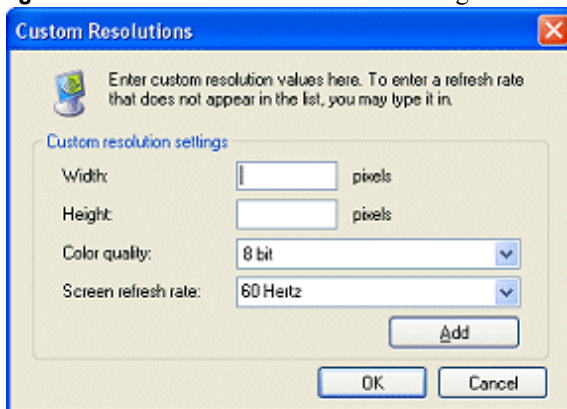 Custom Resolutions
Enter custom resolution values here. To enter a refresh rate
that does not appear in the list, you may type it in.
Custom resolution settings
Width: pixels
Height: pixels
Color quality: 8 bit
Screen refresh rate: 60 Hertz
Add
OK Cancel